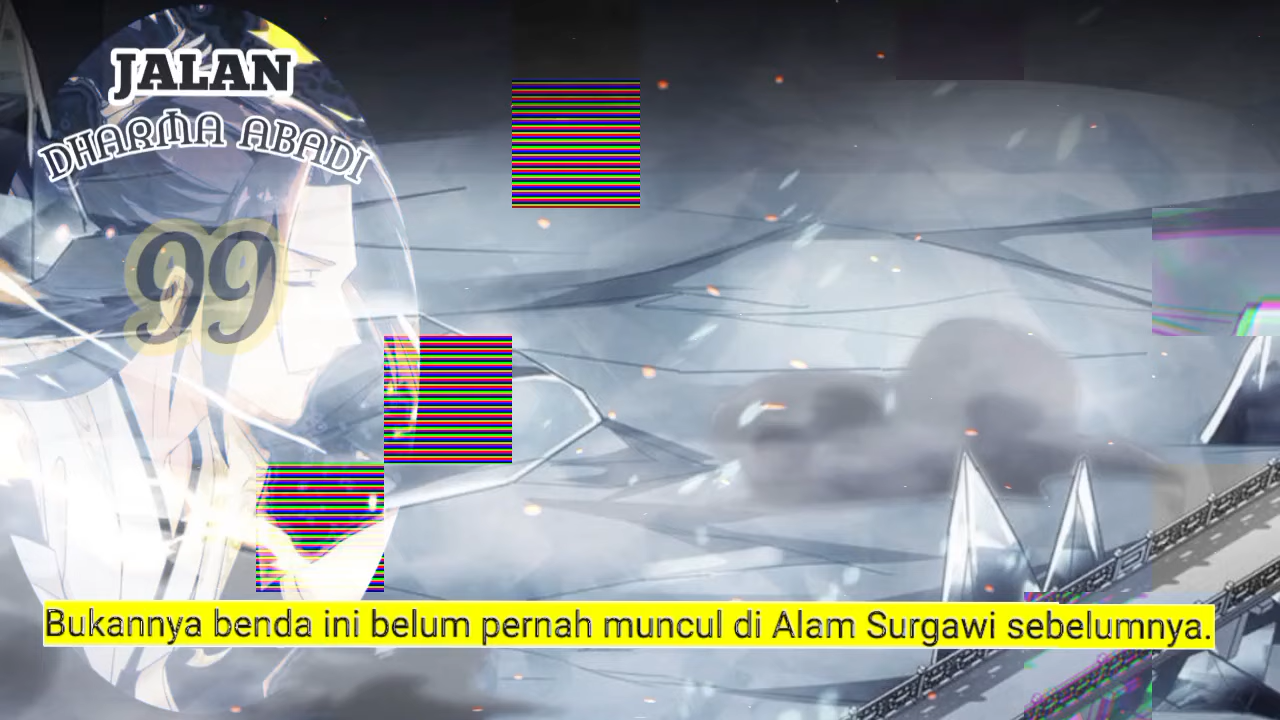 JALAN
DHARMA ABADI
99
Bukannya benda ini belum pernah muncul di Alam Surgawi sebelumnya.